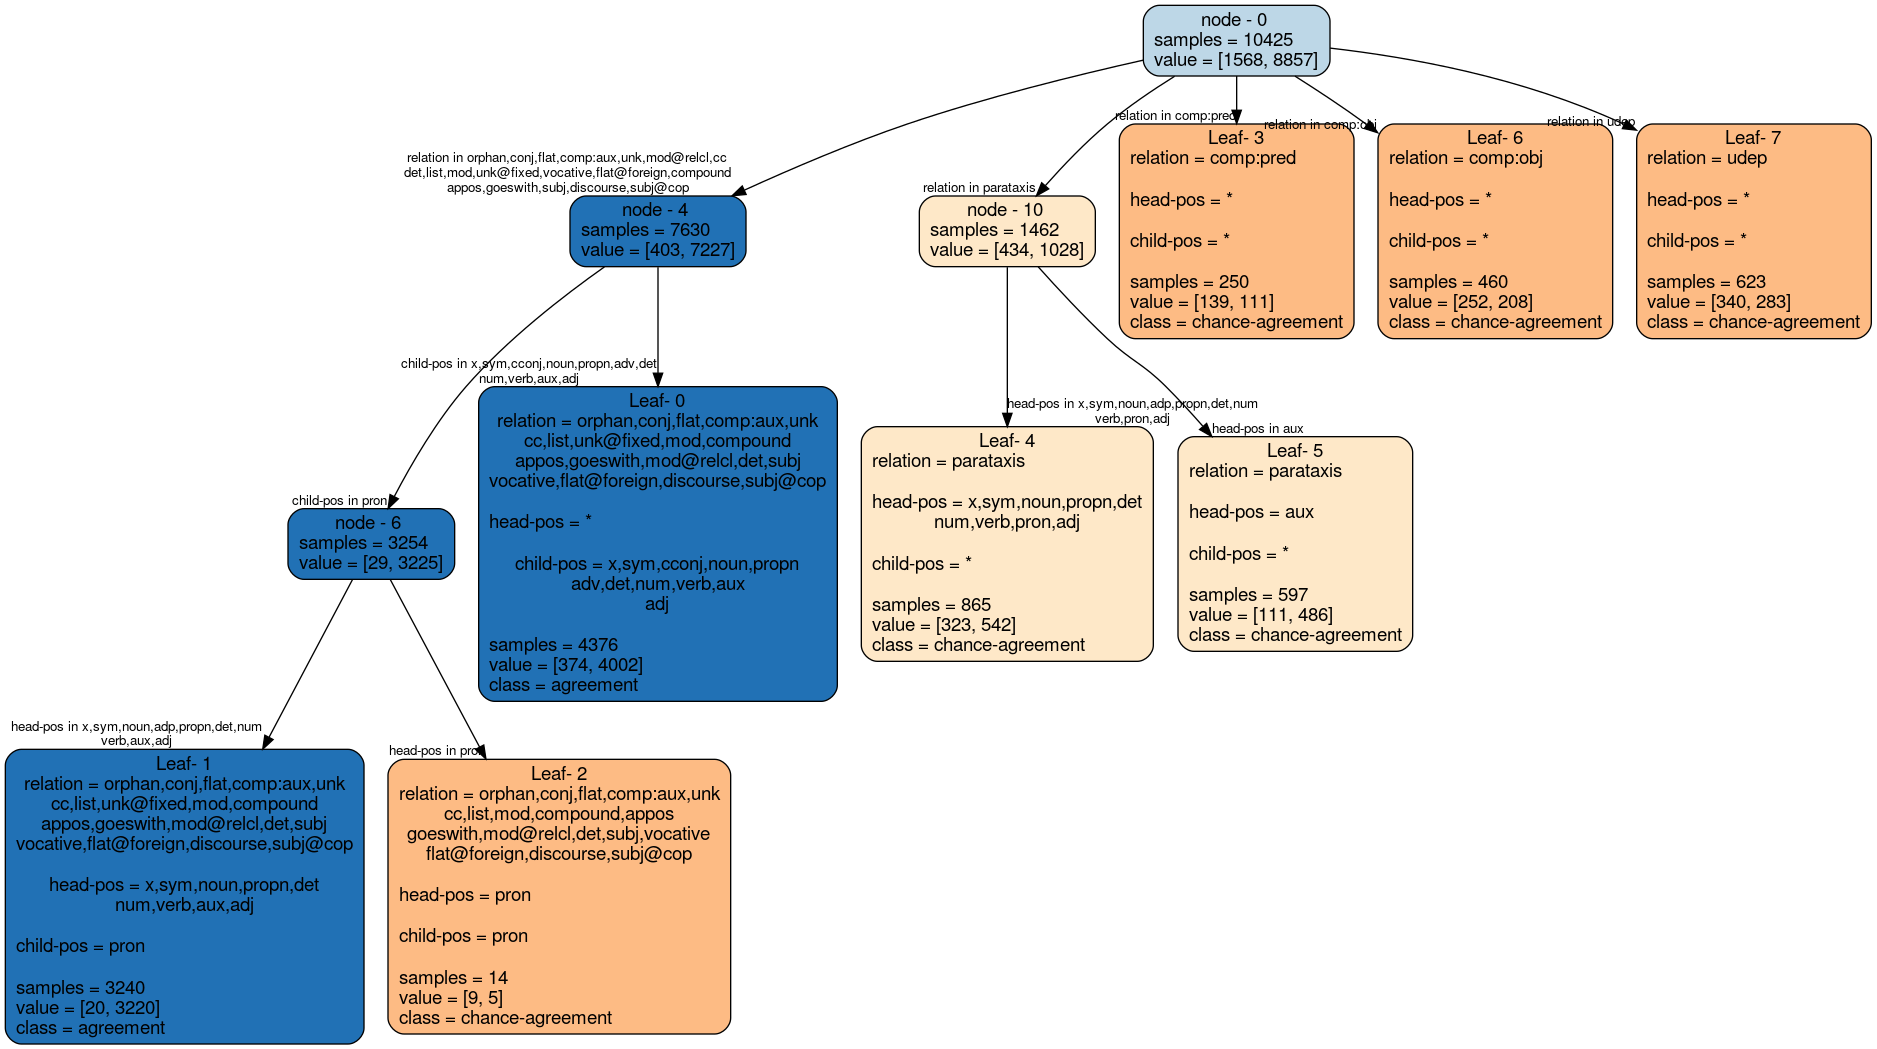 node - 0
samples = 10425
value = [1568, 8857]
relation in comp:pred
relation in comp:obj
relation in udep
Leaf- 3
relation = comp:pred
head-pos = *
child-pos = *
samples = 250
value = [139, 111]
class = chance-agreement
Leaf- 6
relation = comp:obj
head-pos = *
child-pos = *
samples = 460
value = [252, 208]
class = chance-agreement
Leaf- 7
relation = udep
head-pos = *
child-pos = *
samples = 623
value = [340, 283]
class = chance-agreement
relation in orphan,conj,flat,comp:aux,unk,mod@relcl,cc
det,list,mod,unk@fixed,vocative,flat@foreign,compound
appos,goeswith,subj,discourse,subj@cop
node - 4
samples = 7630
value = [403, 7227]
relation in parataxis
node - 10
samples = 1462
value = [434, 1028]
child-pos in x,sym,cconj,noun,propn,adv,det
num,verb,aux,adj
Leaf- 0
relation = orphan,conj,flat,comp:aux,unk
cc,list,unk@fixed,mod,compound
appos,goeswith,mod@relcl,det,subj
vocative,flat@foreign,discourse,subj@cop
head-pos = *
child-pos = x,sym,cconj,noun,propn
adv,det,num,verb,aux
adj
samples = 4376
value = [374, 4002]
class = agreement
head-pos in x,sym,noun,adp,propn,det,num
verb,pron,adj
Leaf- 4
relation = parataxis
head-pos = x,sym,noun,propn,det
num,verb,pron,adj
child-pos = *
samples = 865
value = [323, 542]
class = chance-agreement
head-pos in aux
Leaf- 5
relation = parataxis
head-pos = aux
child-pos = *
samples = 597
value = [111, 486]
class = chance-agreement
child-pos in pron
node - 6
samples = 3254
value = [29, 3225]
head-pos in x,sym,noun,adp,propn,det,num
verb,aux,adj
Leaf- 1
relation = orphan,conj,flat,comp:aux,unk
cc,list,unk@fixed,mod,compound
appos,goeswith,mod@relcl,det,subj
vocative,flat@foreign,discourse,subj@cop
head-pos = x,sym,noun,propn,det
num,verb,aux,adj
child-pos = pron
samples = 3240
value = [20, 3220]
class = agreement
head-pos in pron
Leaf- 2
relation = orphan,conj,flat,comp:aux,unk
cc,list,mod,compound,appos
goeswith,mod@relcl,det,subj,vocative
flat@foreign,discourse,subj@cop
head-pos = pron
child-pos = pron
samples = 14
value = [9, 5]
class = chance-agreement